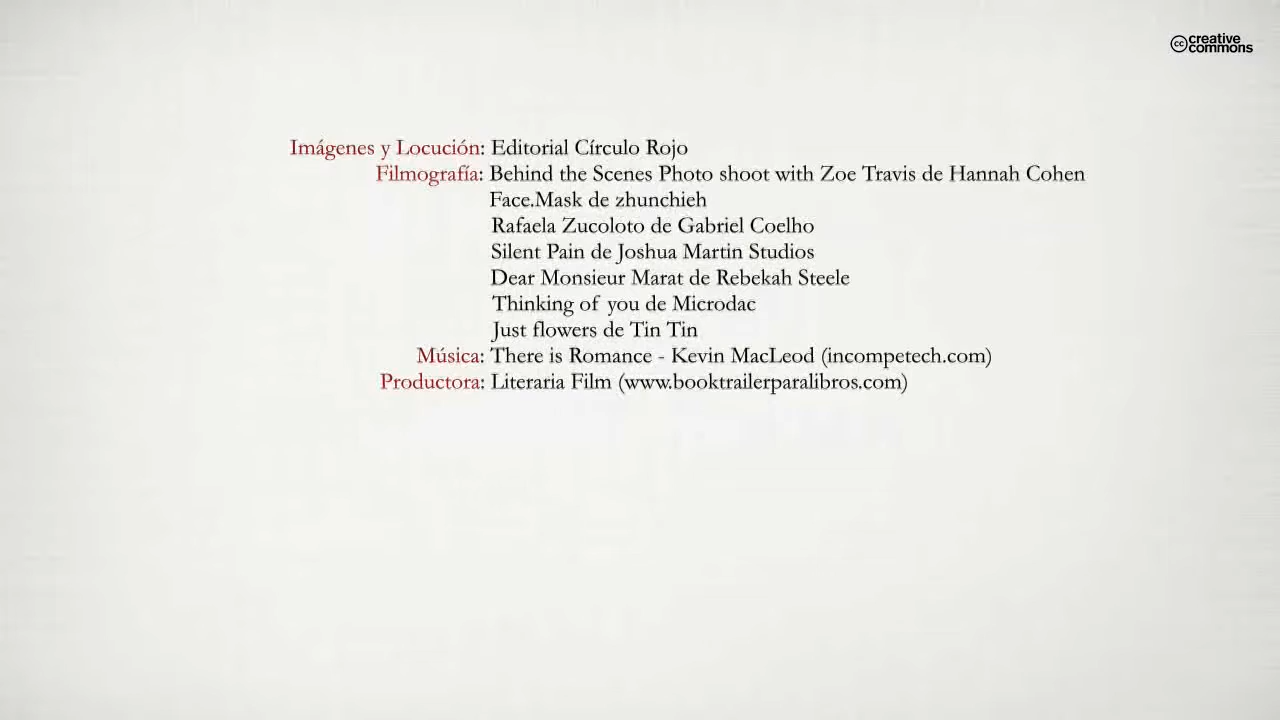 cc creative
commons
Imágenes y Locución: Editorial Círculo Rojo
Filmografía: Behind the Scenes Photo shoot with Zoe Travis de Hannah Cohen
Face.Mask de zhunchieh
Rafaela Zucoloto de Gabriel Coelho
Silent Pain de Joshua Martin Studios
Dear Monsieur Marat de Rebekah Steele
Thinking of you de Microdac
Just flowers de Tin Tin
Música: There is Romance - Kevin MacLeod (incompetech.com)
Productora: Literaria Film (www.booktrailerparalibros.com)